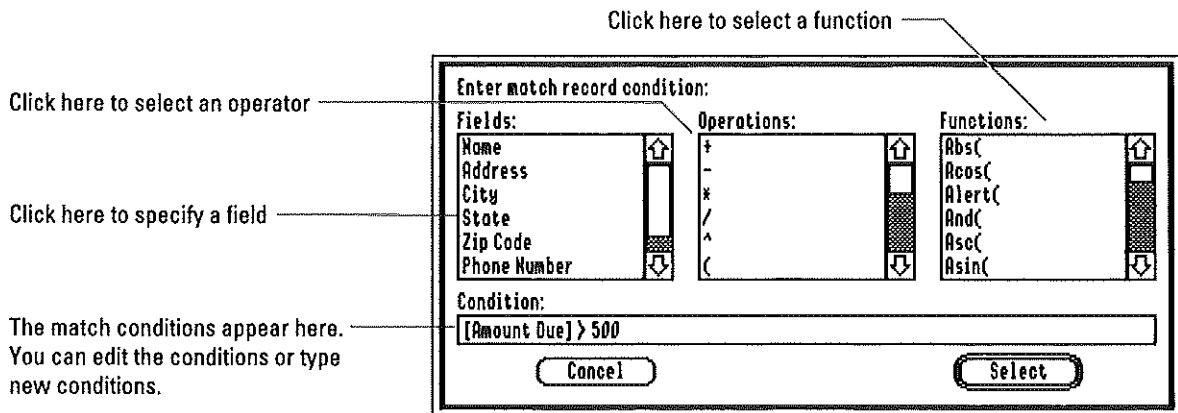 Click here to select a function
Click here to select an operator
Click here to specify a field
The match conditions appear here.
You can edit the conditions or type
new conditions.
Enter match record condition:
Fields:
Name
Address
City
State
Zip Code
Phone Number
Operations:
+
-
*
/
^
(
Functions:
Abs(
Acos(
Alert(
And(
Asc(
Asin(
Condition:
[Amount Due] > 500
Cancel
Select